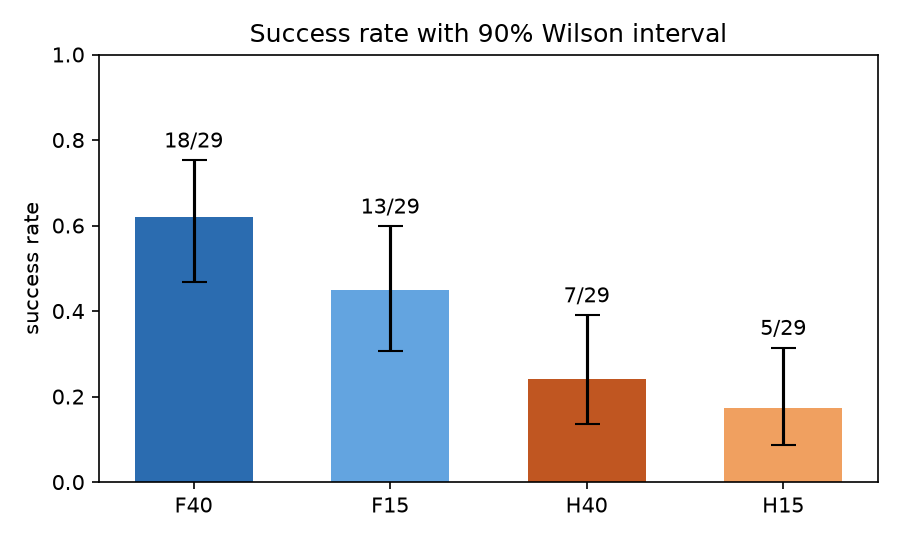 Success rate with 90% Wilson interval
success rate
1.0
0.8
0.6
0.4
0.2
0.0
18/29
13/29
7/29
5/29
F40
F15
H40
H15